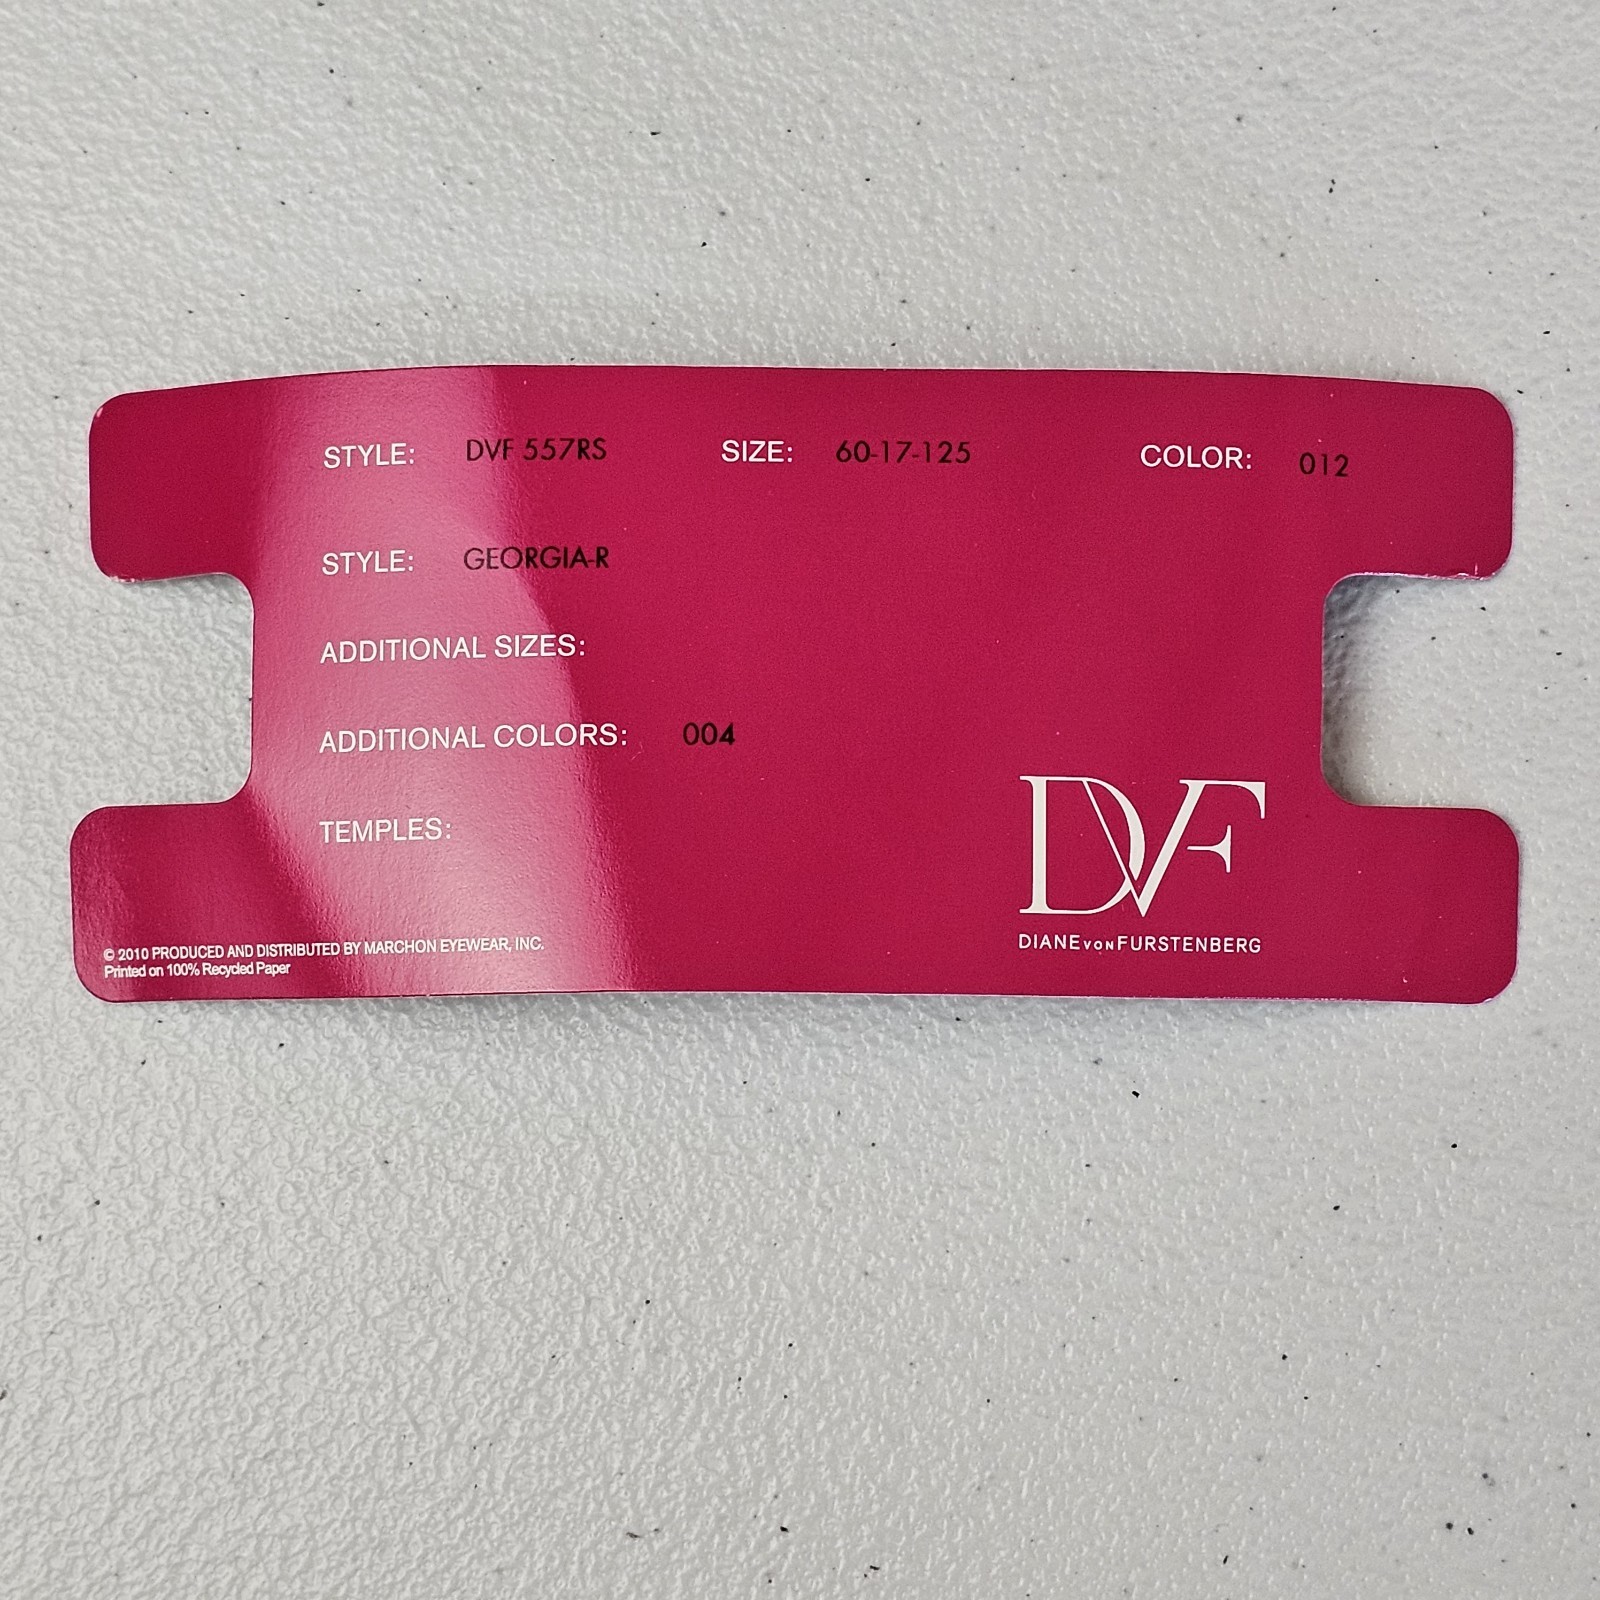 STYLE: DVF 557RS SIZE: 60-17-125 COLOR: 012
STYLE: GEORGIA-R
ADDITIONAL SIZES:
ADDITIONAL COLORS: 004
TEMPLES:
DVF
DIANE VON FURSTENBERG
© 2010 PRODUCED AND DISTRIBUTED BY MARCHON EYEWEAR, INC.
Printed on 100% Recycled Paper